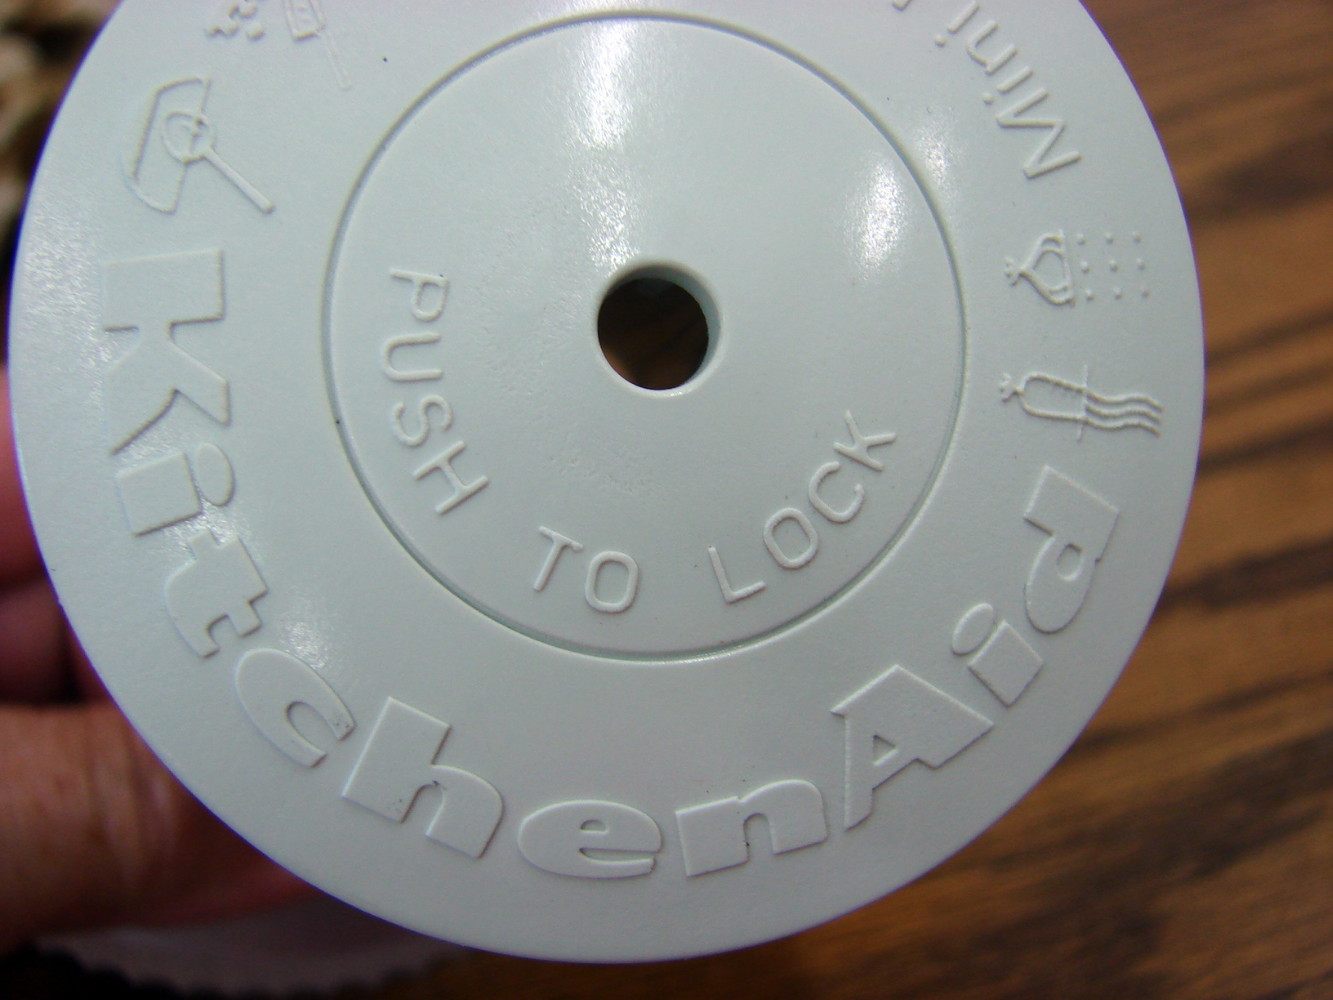 Mini
KitchenAid
PUSH TO LOCK